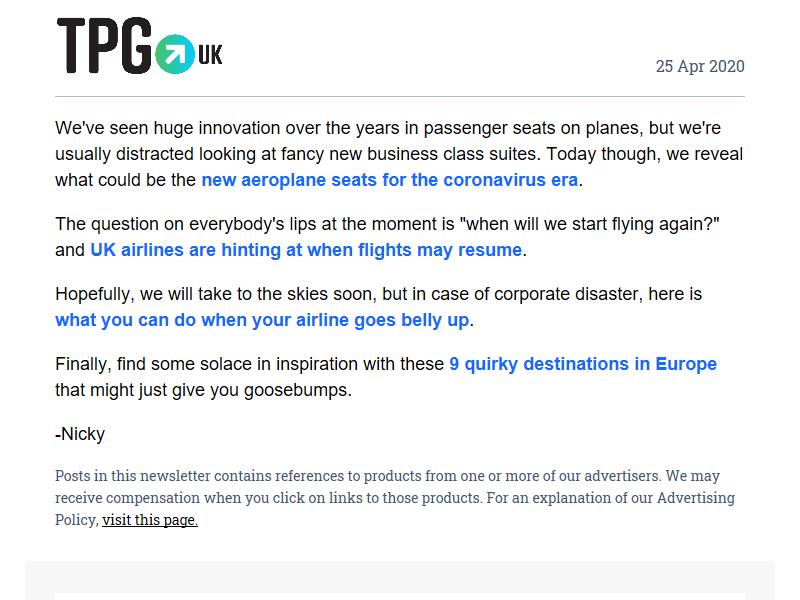 TPG UK
25 Apr 2020
We've seen huge innovation over the years in passenger seats on planes, but we're
usually distracted looking at fancy new business class suites. Today though, we reveal
what could be the new aeroplane seats for the coronavirus era.
The question on everybody's lips at the moment is "when will we start flying again?"
and UK airlines are hinting at when flights may resume.
Hopefully, we will take to the skies soon, but in case of corporate disaster, here is
what you can do when your airline goes belly up.
Finally, find some solace in inspiration with these 9 quirky destinations in Europe
that might just give you goosebumps.
-Nicky
Posts in this newsletter contains references to products from one or more of our advertisers. We may
receive compensation when you click on links to those products. For an explanation of our Advertising
Policy, visit this page.